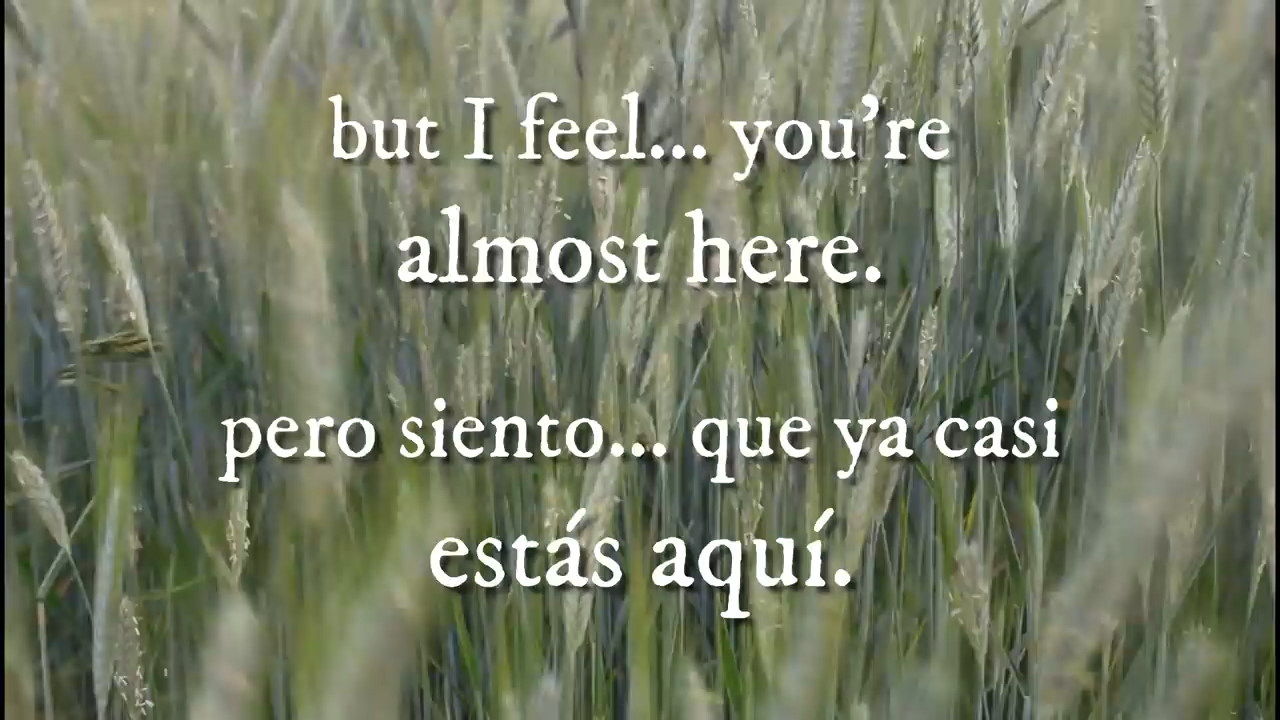 but I feel... you're
almost here.
pero siento... que ya casi
estás aquí.